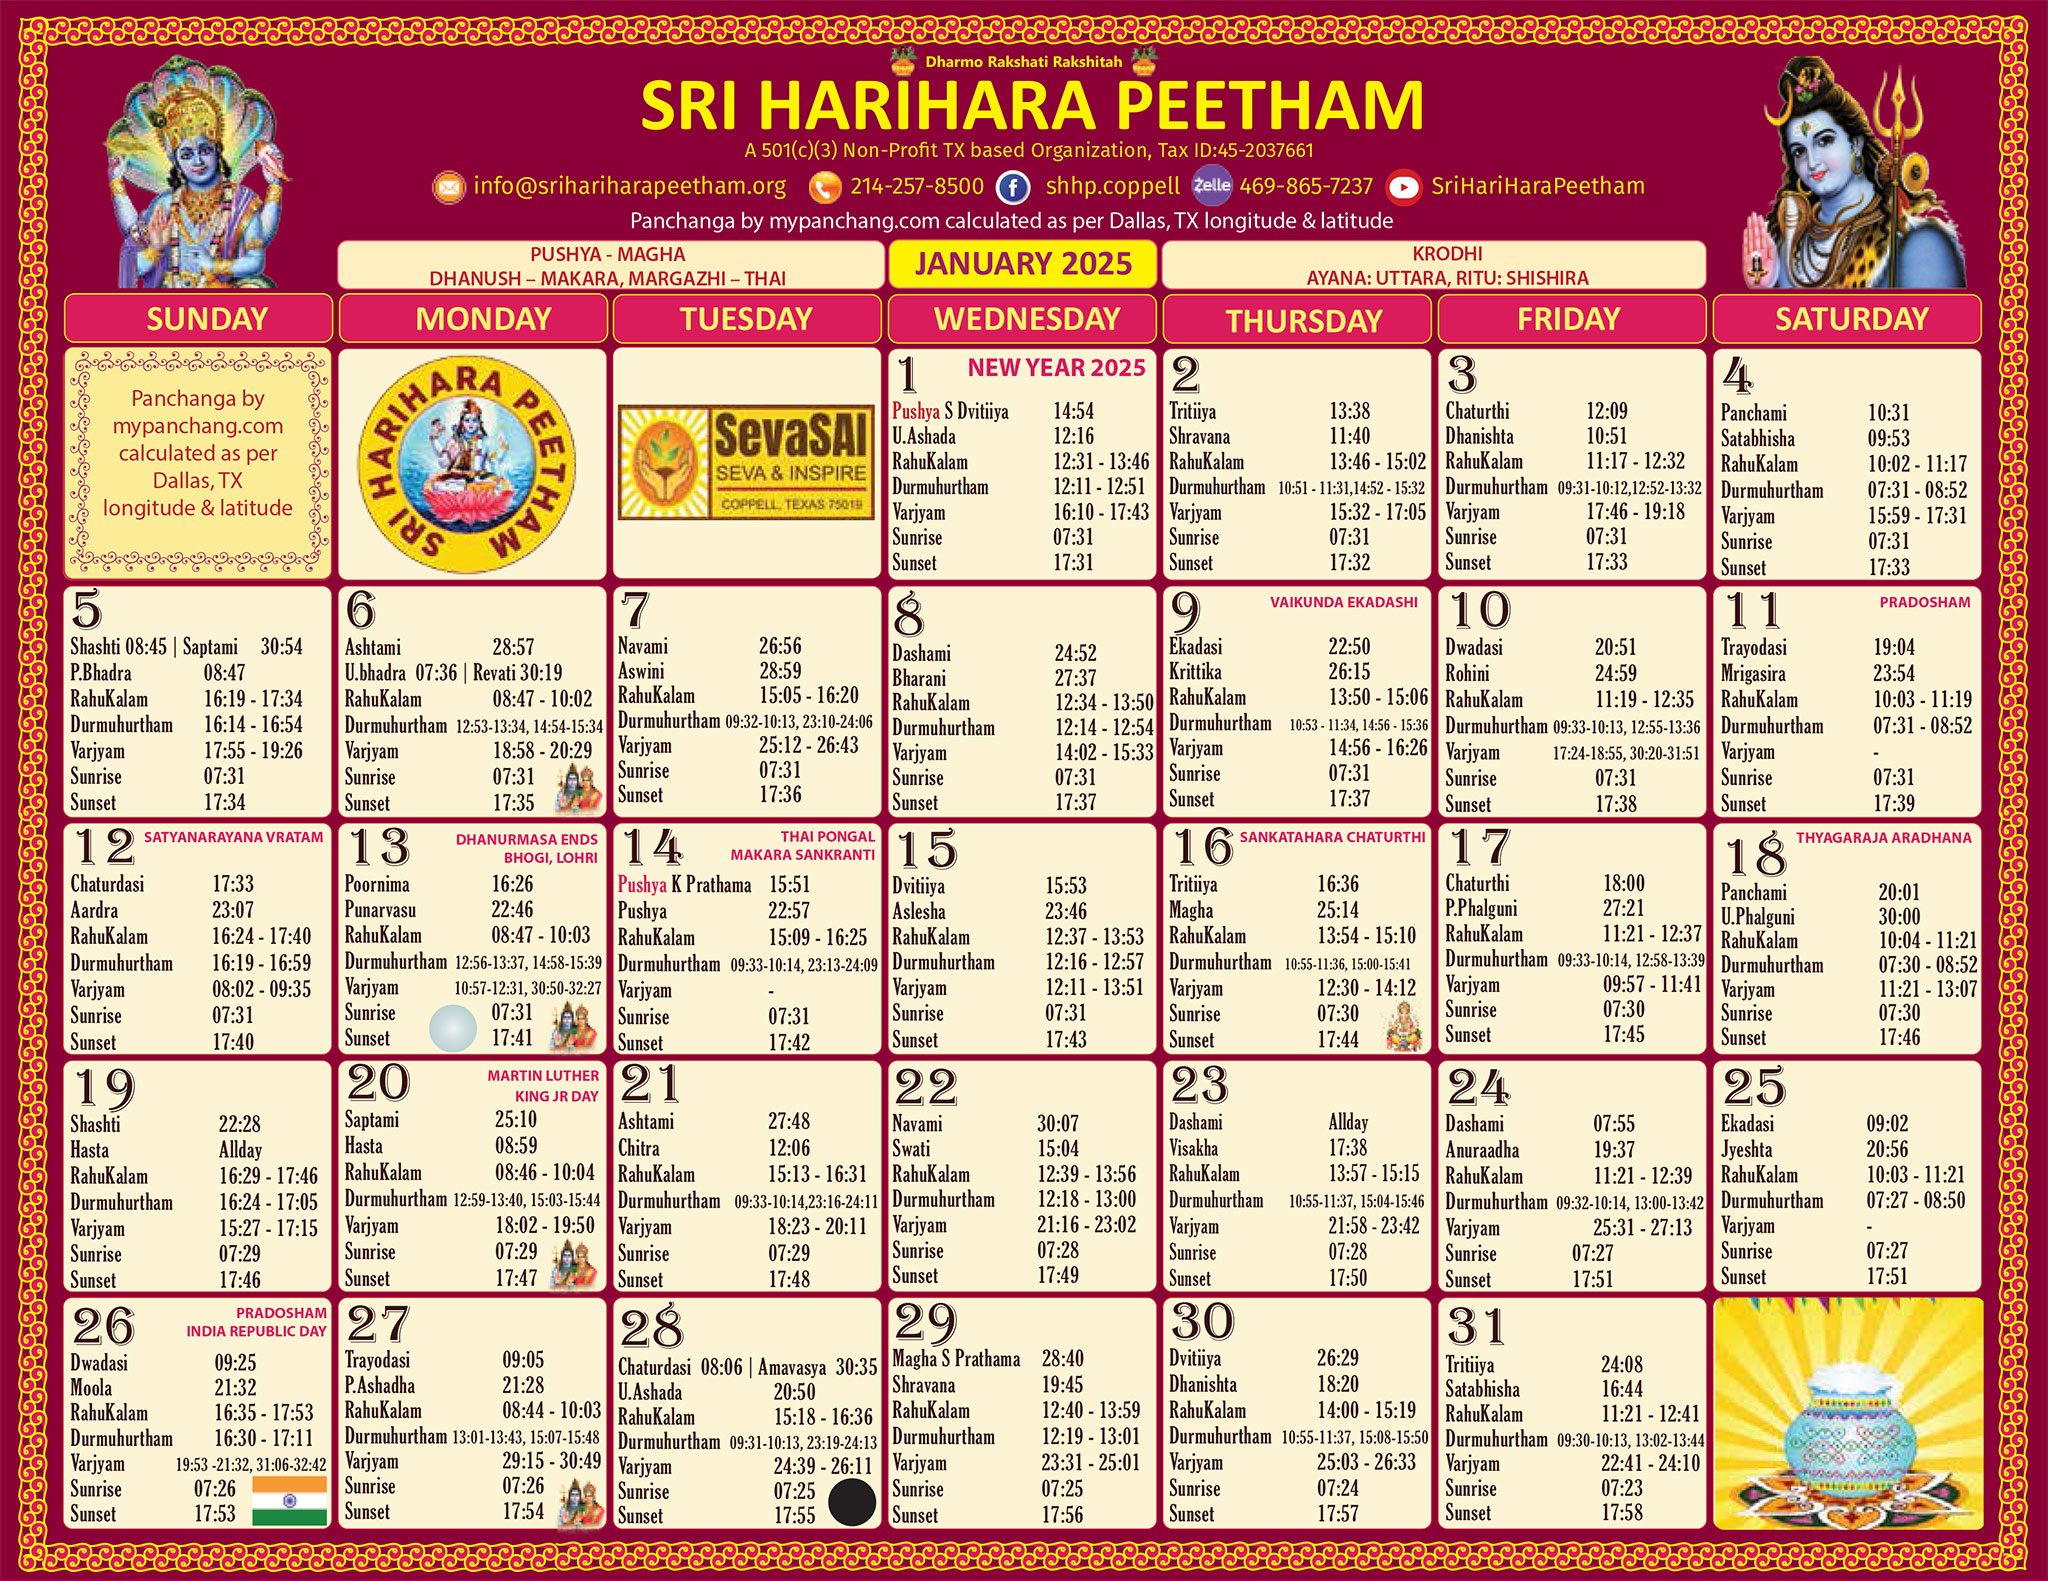 Dharmo Rakshati Rakshitah
SRI HARIHARA PEETHAM
A 501(c)(3) Non-Profit TX based Organization, Tax ID:45-2037661
info@srihariharapeetham.org 214-257-8500 shhp.coppell Zelle 469-865-7237 SriHariHaraPeetham
Panchanga by mypanchang.com calculated as per Dallas, TX longitude & latitude
PUSHYA - MAGHA
DHANUSH – MAKARA, MARGAZHI – THAI
JANUARY 2025
KRODHI
AYANA: UTTARA, RITU: SHISHIRA
SUNDAY MONDAY TUESDAY WEDNESDAY THURSDAY FRIDAY SATURDAY
Panchanga by
mypanchang.com
calculated as per
Dallas, TX
longitude & latitude
SRI HARIHARA PEETHAM
SevaSAI
SEVA & INSPIRE
COPPELL, TEXAS 75019
1 NEW YEAR 2025
Pushya S Dvitiiya 14:54
U.Ashada 12:16
RahuKalam 12:31 - 13:46
Durmuhurtham 12:11 - 12:51
Varjyam 16:10 - 17:43
Sunrise 07:31
Sunset 17:31
2
Tritiiya 13:38
Shravana 11:40
RahuKalam 13:46 - 15:02
Durmuhurtham 10:51 - 11:31,14:52 - 15:32
Varjyam 15:32 - 17:05
Sunrise 07:31
Sunset 17:32
3
Chaturthi 12:09
Dhanishta 10:51
RahuKalam 11:17 - 12:32
Durmuhurtham 09:31-10:12,12:52-13:32
Varjyam 17:46 - 19:18
Sunrise 07:31
Sunset 17:33
4
Panchami 10:31
Satabhisha 09:53
RahuKalam 10:02 - 11:17
Durmuhurtham 07:31 - 08:52
Varjyam 15:59 - 17:31
Sunrise 07:31
Sunset 17:33
5
Shashti 08:45 | Saptami 30:54
P.Bhadra 08:47
RahuKalam 16:19 - 17:34
Durmuhurtham 16:14 - 16:54
Varjyam 17:55 - 19:26
Sunrise 07:31
Sunset 17:34
6
Ashtami 28:57
U.bhadra 07:36 | Revati 30:19
RahuKalam 08:47 - 10:02
Durmuhurtham 12:53-13:34, 14:54-15:34
Varjyam 18:58 - 20:29
Sunrise 07:31
Sunset 17:35
7
Navami 26:56
Aswini 28:59
RahuKalam 15:05 - 16:20
Durmuhurtham 09:32-10:13, 23:10-24:06
Varjyam 25:12 - 26:43
Sunrise 07:31
Sunset 17:36
8
Dashami 24:52
Bharani 27:37
RahuKalam 12:34 - 13:50
Durmuhurtham 12:14 - 12:54
Varjyam 14:02 - 15:33
Sunrise 07:31
Sunset 17:37
9 VAIKUNDA EKADASHI
Ekadasi 22:50
Krittika 26:15
RahuKalam 13:50 - 15:06
Durmuhurtham 10:53 - 11:34, 14:56 - 15:36
Varjyam 14:56 - 16:26
Sunrise 07:31
Sunset 17:37
10
Dwadasi 20:51
Rohini 24:59
RahuKalam 11:19 - 12:35
Durmuhurtham 09:33-10:13, 12:55-13:36
Varjyam 17:24-18:55, 30:20-31:51
Sunrise 07:31
Sunset 17:38
11 PRADOSHAM
Trayodasi 19:04
Mrigasira 23:54
RahuKalam 10:03 - 11:19
Durmuhurtham 07:31 - 08:52
Varjyam -
Sunrise 07:31
Sunset 17:39
12 SATYANARAYANA VRATAM
Chaturdasi 17:33
Aardra 23:07
RahuKalam 16:24 - 17:40
Durmuhurtham 16:19 - 16:59
Varjyam 08:02 - 09:35
Sunrise 07:31
Sunset 17:40
13 DHANURMASA ENDS
BHOGI, LOHRI
Poornima 16:26
Punarvasu 22:46
RahuKalam 08:47 - 10:03
Durmuhurtham 12:56-13:37, 14:58-15:39
Varjyam 10:57-12:31, 30:50-32:27
Sunrise 07:31
Sunset 17:41
14 THAI PONGAL
MAKARA SANKRANTI
Pushya K Prathama 15:51
Pushya 22:57
RahuKalam 15:09 - 16:25
Durmuhurtham 09:33-10:14, 23:13-24:09
Varjyam -
Sunrise 07:31
Sunset 17:42
15
Dvitiiya 15:53
Aslesha 23:46
RahuKalam 12:37 - 13:53
Durmuhurtham 12:16 - 12:57
Varjyam 12:11 - 13:51
Sunrise 07:31
Sunset 17:43
16 SANKATAHARA CHATURTHI
Tritiiya 16:36
Magha 25:14
RahuKalam 13:54 - 15:10
Durmuhurtham 10:55-11:36, 15:00-15:41
Varjyam 12:30 - 14:12
Sunrise 07:30
Sunset 17:44
17
Chaturthi 18:00
P.Phalguni 27:21
RahuKalam 11:21 - 12:37
Durmuhurtham 09:33-10:14, 12:58-13:39
Varjyam 09:57 - 11:41
Sunrise 07:30
Sunset 17:45
18 THYAGARAJA ARADHANA
Panchami 20:01
U.Phalguni 30:00
RahuKalam 10:04 - 11:21
Durmuhurtham 07:30 - 08:52
Varjyam 11:21 - 13:07
Sunrise 07:30
Sunset 17:46
19
Shashti 22:28
Hasta Allday
RahuKalam 16:29 - 17:46
Durmuhurtham 16:24 - 17:05
Varjyam 15:27 - 17:15
Sunrise 07:29
Sunset 17:46
20 MARTIN LUTHER
KING JR DAY
Saptami 25:10
Hasta 08:59
RahuKalam 08:46 - 10:04
Durmuhurtham 12:59-13:40, 15:03-15:44
Varjyam 18:02 - 19:50
Sunrise 07:29
Sunset 17:47
21
Ashtami 27:48
Chitra 12:06
RahuKalam 15:13 - 16:31
Durmuhurtham 09:33-10:14,23:16-24:11
Varjyam 18:23 - 20:11
Sunrise 07:29
Sunset 17:48
22
Navami 30:07
Swati 15:04
RahuKalam 12:39 - 13:56
Durmuhurtham 12:18 - 13:00
Varjyam 21:16 - 23:02
Sunrise 07:28
Sunset 17:49
23
Dashami Allday
Visakha 17:38
RahuKalam 13:57 - 15:15
Durmuhurtham 10:55-11:37, 15:04-15:46
Varjyam 21:58 - 23:42
Sunrise 07:28
Sunset 17:50
24
Dashami 07:55
Anuraadha 19:37
RahuKalam 11:21 - 12:39
Durmuhurtham 09:32-10:14, 13:00-13:42
Varjyam 25:31 - 27:13
Sunrise 07:27
Sunset 17:51
25
Ekadasi 09:02
Jyeshta 20:56
RahuKalam 10:03 - 11:21
Durmuhurtham 07:27 - 08:50
Varjyam -
Sunrise 07:27
Sunset 17:51
26 PRADOSHAM
INDIA REPUBLIC DAY
Dwadasi 09:25
Moola 21:32
RahuKalam 16:35 - 17:53
Durmuhurtham 16:30 - 17:11
Varjyam 19:53 -21:32, 31:06-32:42
Sunrise 07:26
Sunset 17:53
27
Trayodasi 09:05
P.Ashadha 21:28
RahuKalam 08:44 - 10:03
Durmuhurtham 13:01-13:43, 15:07-15:48
Varjyam 29:15 - 30:49
Sunrise 07:26
Sunset 17:54
28
Chaturdasi 08:06 | Amavasya 30:35
U.Ashada 20:50
RahuKalam 15:18 - 16:36
Durmuhurtham 09:31-10:13, 23:19-24:13
Varjyam 24:39 - 26:11
Sunrise 07:25
Sunset 17:55
29
Magha S Prathama 28:40
Shravana 19:45
RahuKalam 12:40 - 13:59
Durmuhurtham 12:19 - 13:01
Varjyam 23:31 - 25:01
Sunrise 07:25
Sunset 17:56
30
Dvitiiya 26:29
Dhanishta 18:20
RahuKalam 14:00 - 15:19
Durmuhurtham 10:55-11:37, 15:08-15:50
Varjyam 25:03 - 26:33
Sunrise 07:24
Sunset 17:57
31
Tritiiya 24:08
Satabhisha 16:44
RahuKalam 11:21 - 12:41
Durmuhurtham 09:30-10:13, 13:02-13:44
Varjyam 22:41 - 24:10
Sunrise 07:23
Sunset 17:58